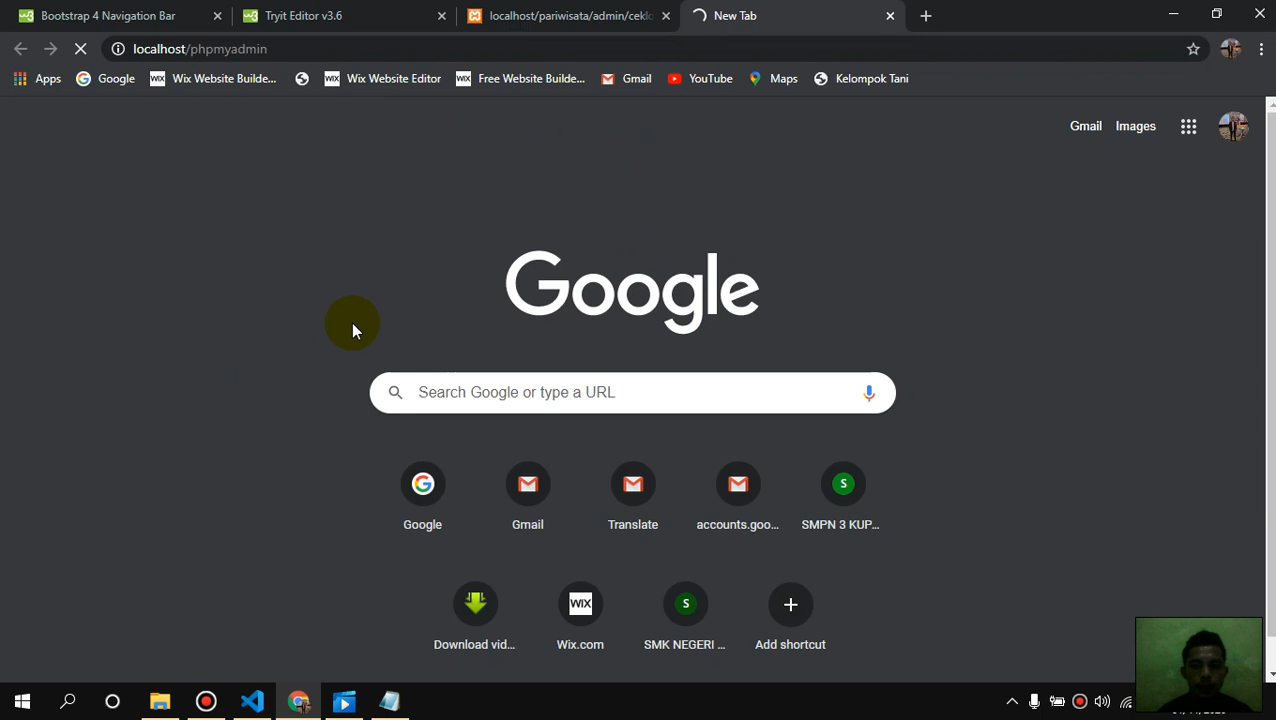 Bootstrap 4 Navigation Bar
Tryit Editor v3.6
localhost/pariwisata/admin/ceklo
New Tab
localhost/phpmyadmin
Apps
Google
Wix Website Builde...
Wix Website Editor
Free Website Builde...
Gmail
YouTube
Maps
Kelompok Tani
Gmail
Images
Google
Search Google or type a URL
Google
Gmail
Translate
accounts.goo...
SMPN 3 KUP...
Download vid...
Wix.com
SMK NEGERI ...
Add shortcut